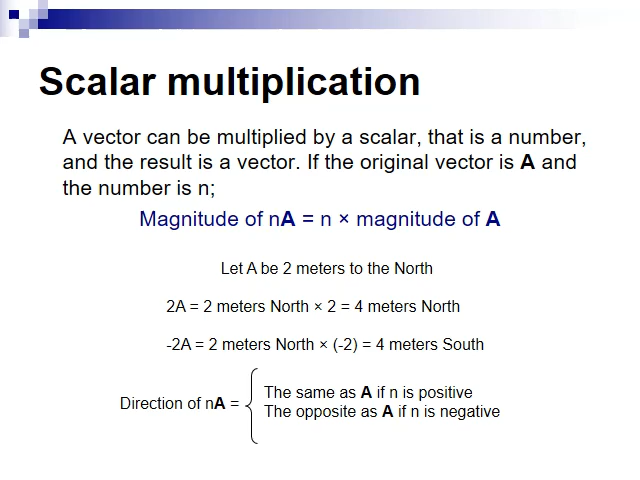 Scalar multiplication
A vector can be multiplied by a scalar, that is a number,
and the result is a vector. If the original vector is A and
the number is n;
Magnitude of nA = n × magnitude of A
Let A be 2 meters to the North
2A = 2 meters North × 2 = 4 meters North
-2A = 2 meters North × (-2) = 4 meters South
Direction of nA =
The same as A if n is positive
The opposite as A if n is negative